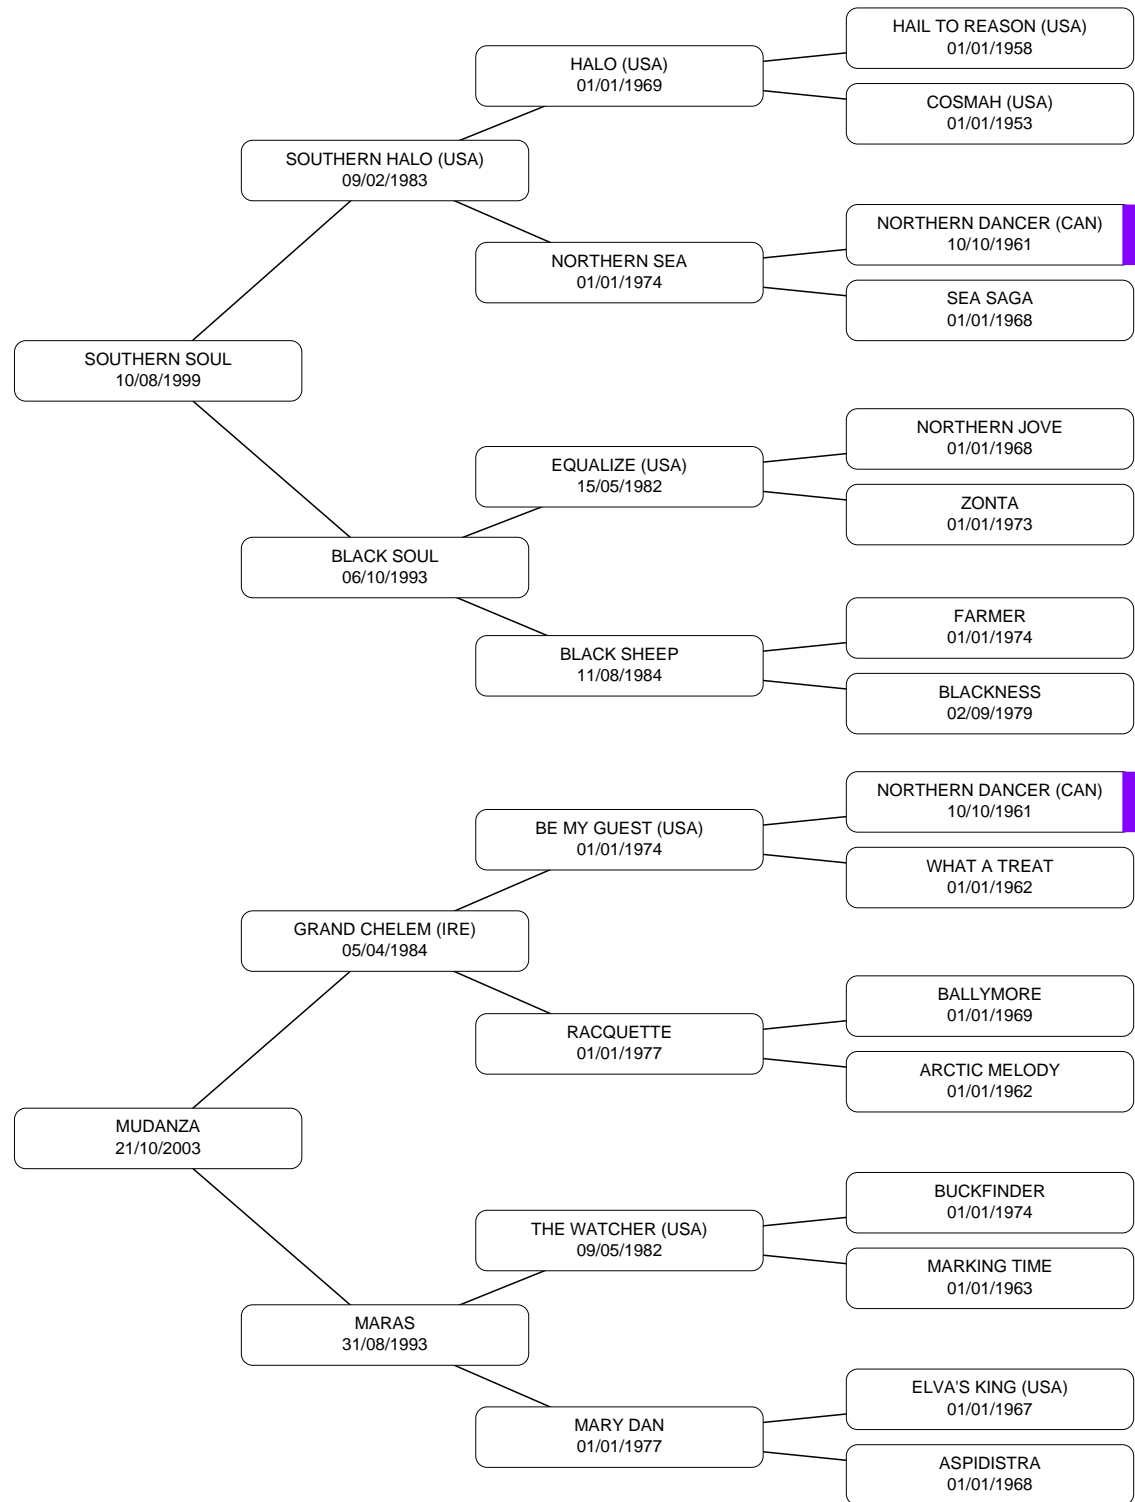 HAIL TO REASON (USA)
01/01/1958
HALO (USA)
01/01/1969
COSMAH (USA)
01/01/1953
SOUTHERN HALO (USA)
09/02/1983
NORTHERN DANCER (CAN)
10/10/1961
NORTHERN SEA
01/01/1974
SEA SAGA
01/01/1968
SOUTHERN SOUL
10/08/1999
NORTHERN JOVE
01/01/1968
EQUALIZE (USA)
15/05/1982
ZONTA
01/01/1973
BLACK SOUL
06/10/1993
FARMER
01/01/1974
BLACK SHEEP
11/08/1984
BLACKNESS
02/09/1979
NORTHERN DANCER (CAN)
10/10/1961
BE MY GUEST (USA)
01/01/1974
WHAT A TREAT
01/01/1962
GRAND CHELEM (IRE)
05/04/1984
BALLYMORE
01/01/1969
RACQUETTE
01/01/1977
ARCTIC MELODY
01/01/1962
MUDANZA
21/10/2003
BUCKFINDER
01/01/1974
THE WATCHER (USA)
09/05/1982
MARKING TIME
01/01/1963
MARAS
31/08/1993
ELVA'S KING (USA)
01/01/1967
MARY DAN
01/01/1977
ASPIDISTRA
01/01/1968